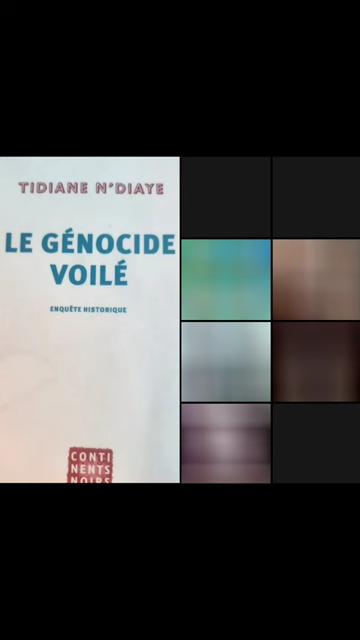 TIDIANE N'DIAYE
LE GÉNOCIDE
VOILÉ
ENQUÊTE HISTORIQUE
CONTI
NENTS
NOIRS